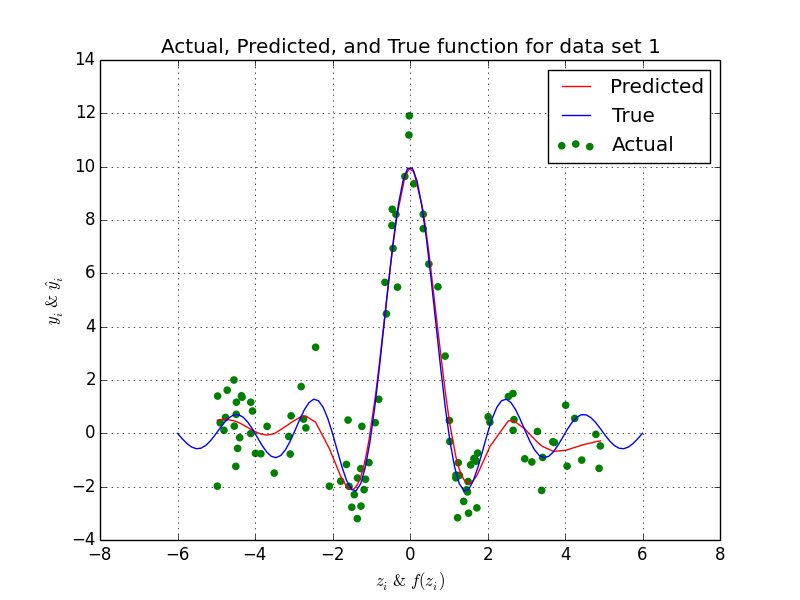 Actual, Predicted, and True function for data set 1
14
12
10
8
6
4
2
0
−2
−4
Predicted
True
Actual
y_i & ŷ_i
−8 −6 −4 −2 0 2 4 6 8
z_i & f(z_i)